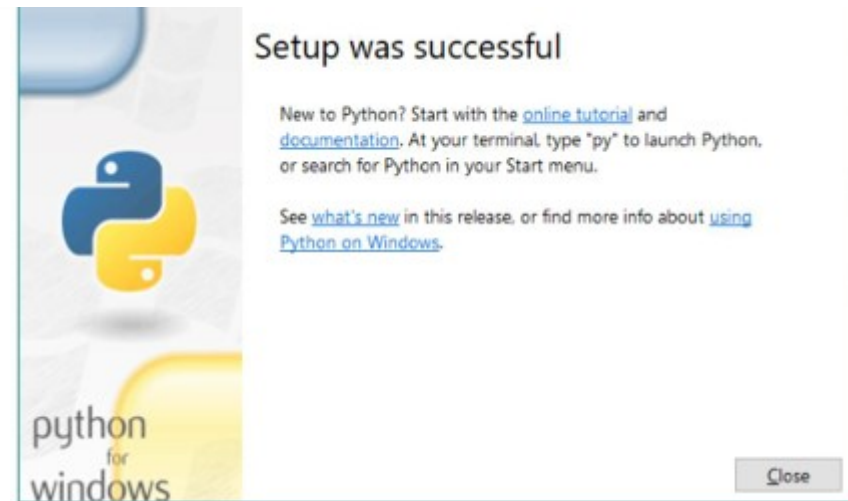 Setup was successful
New to Python? Start with the online tutorial and
documentation. At your terminal, type "py" to launch Python,
or search for Python in your Start menu.
See what's new in this release, or find more info about using
Python on Windows.
python
for
windows
Close